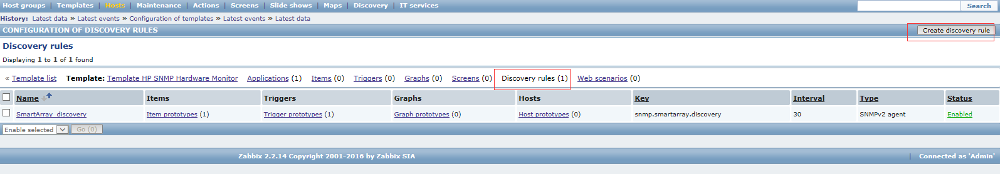 Host groups | Templates | Hosts | Maintenance | Actions | Screens | Slide shows | Maps | Discovery | IT services Search
History: Latest data » Latest events » Configuration of templates » Latest events » Latest data
CONFIGURATION OF DISCOVERY RULES Create discovery rule
Discovery rules
Displaying 1 to 1 of 1 found
« Template list Template: Template HP SNMP Hardware Monitor Applications (1) Items (0) Triggers (0) Graphs (0) Screens (0) Discovery rules (1) Web scenarios (0)
Name Items Triggers Graphs Hosts Key Interval Type Status
SmartArray discovery Item prototypes (1) Trigger prototypes (1) Graph prototypes (0) Host prototypes (0) snmp.smartarray.discovery 30 SNMPv2 agent Enabled
Enable selected Go (0)
Zabbix 2.2.14 Copyright 2001-2016 by Zabbix SIA | Connected as 'Admin'